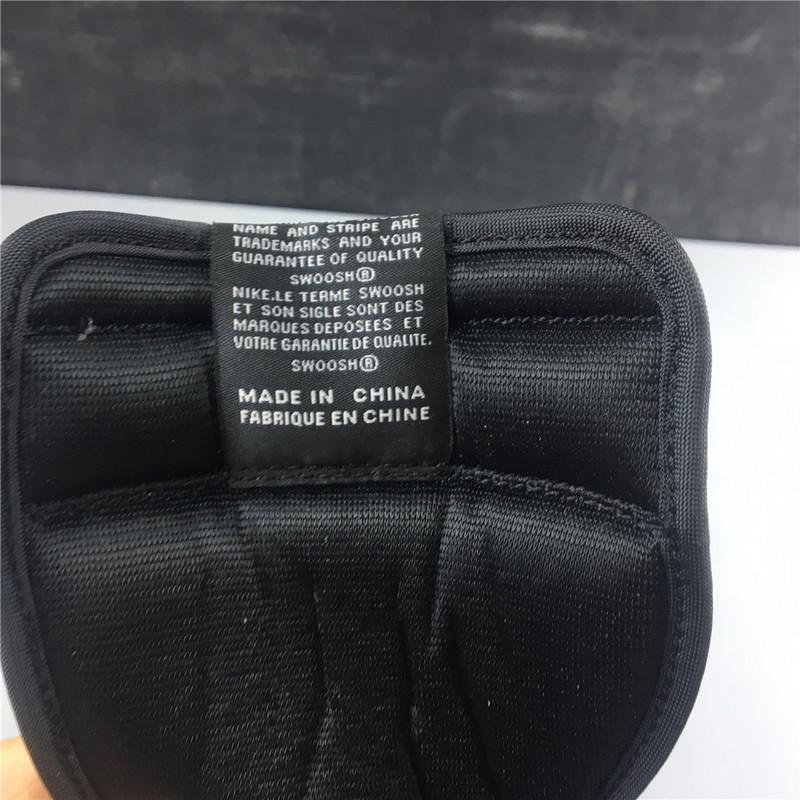 NAME AND STRIPE ARE
TRADEMARKS AND YOUR
GUARANTEE OF QUALITY
SWOOSH®
NIKE.LE TERME SWOOSH
ET SON SIGLE SONT DES
MARQUES DEPOSEES ET
VOTRE GARANTIE DE QUALITE.
SWOOSH®
MADE IN CHINA
FABRIQUE EN CHINE